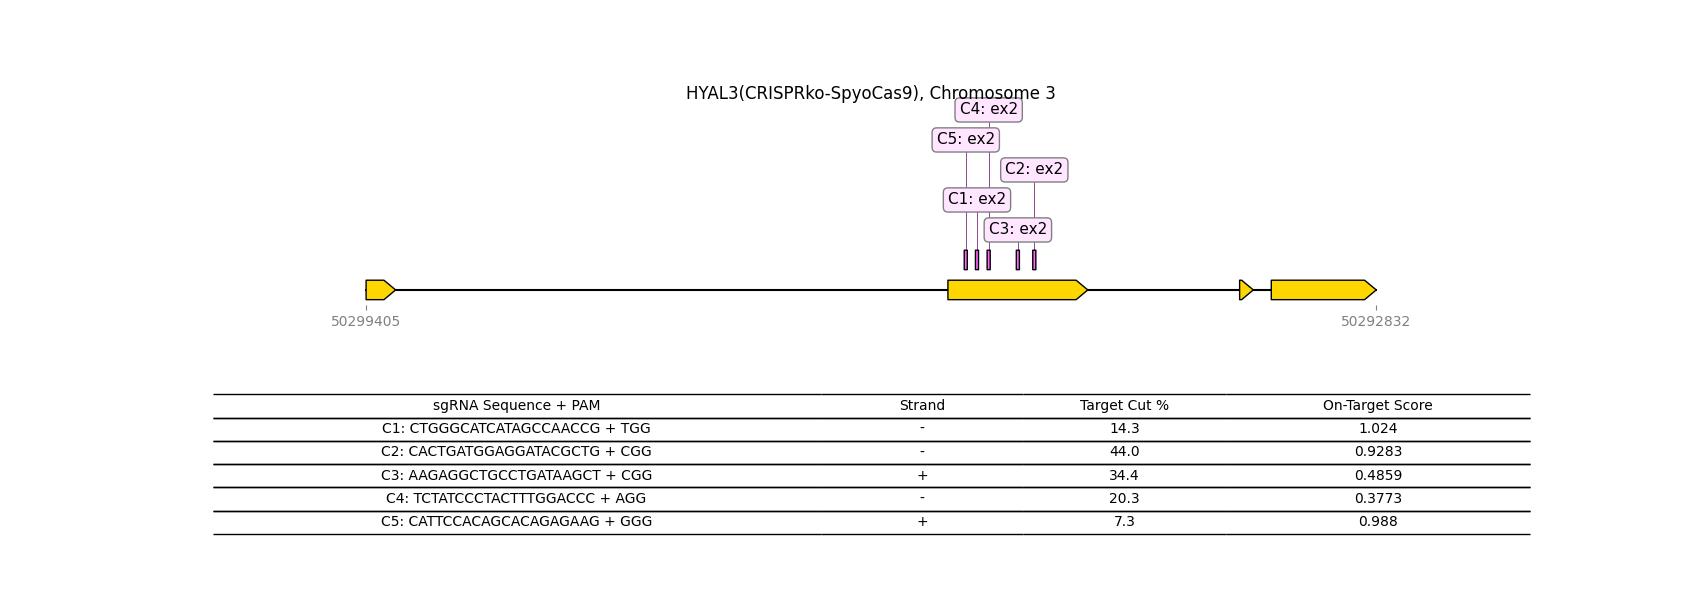 HYAL3(CRISPRko-SpyoCas9), Chromosome 3
C4: ex2
C5: ex2
C2: ex2
C1: ex2
C3: ex2
50299405 50292832
sgRNA Sequence + PAM Strand Target Cut % On-Target Score
C1: CTGGGCATCATAGCCAACCG + TGG - 14.3 1.024
C2: CACTGATGGAGGATACGCTG + CGG - 44.0 0.9283
C3: AAGAGGCTGCCTGATAAGCT + CGG + 34.4 0.4859
C4: TCTATCCCTACTTTGGACCC + AGG - 20.3 0.3773
C5: CATTCCACAGCACAGAGAAG + GGG + 7.3 0.988